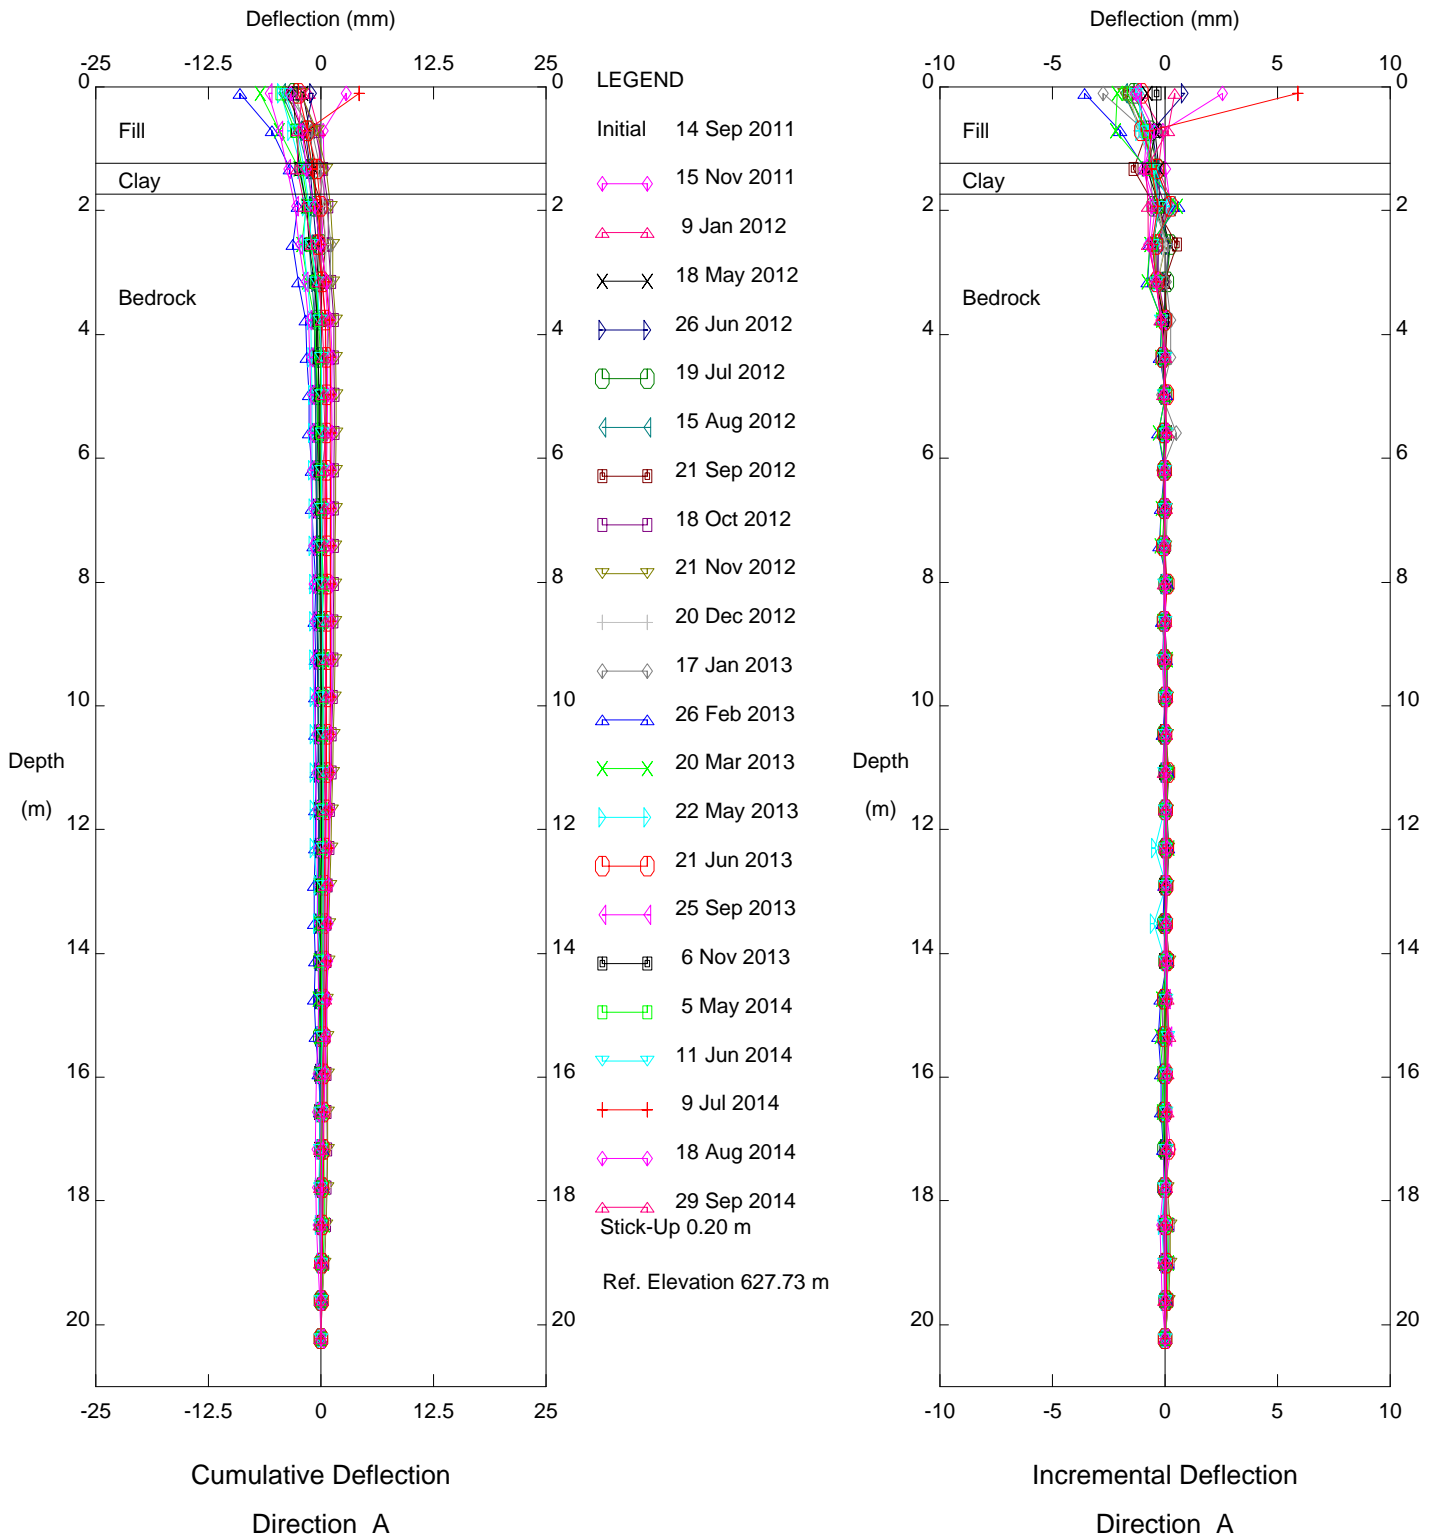 Deflection (mm)
-25 -12.5 0 12.5 25
0 0
2 2
4 4
6 6
8 8
10 10
12 12
14 14
16 16
18 18
20 20
Fill
Clay
Bedrock
Depth
(m)
-25 -12.5 0 12.5 25
Cumulative Deflection
Direction A
LEGEND
Initial 14 Sep 2011
15 Nov 2011
9 Jan 2012
18 May 2012
26 Jun 2012
19 Jul 2012
15 Aug 2012
21 Sep 2012
18 Oct 2012
21 Nov 2012
20 Dec 2012
17 Jan 2013
26 Feb 2013
20 Mar 2013
22 May 2013
21 Jun 2013
25 Sep 2013
6 Nov 2013
5 May 2014
11 Jun 2014
9 Jul 2014
18 Aug 2014
29 Sep 2014
Stick-Up 0.20 m
Ref. Elevation 627.73 m
Deflection (mm)
-10 -5 0 5 10
0 0
2 2
4 4
6 6
8 8
10 10
12 12
14 14
16 16
18 18
20 20
Fill
Clay
Bedrock
Depth
(m)
-10 -5 0 5 10
Incremental Deflection
Direction A